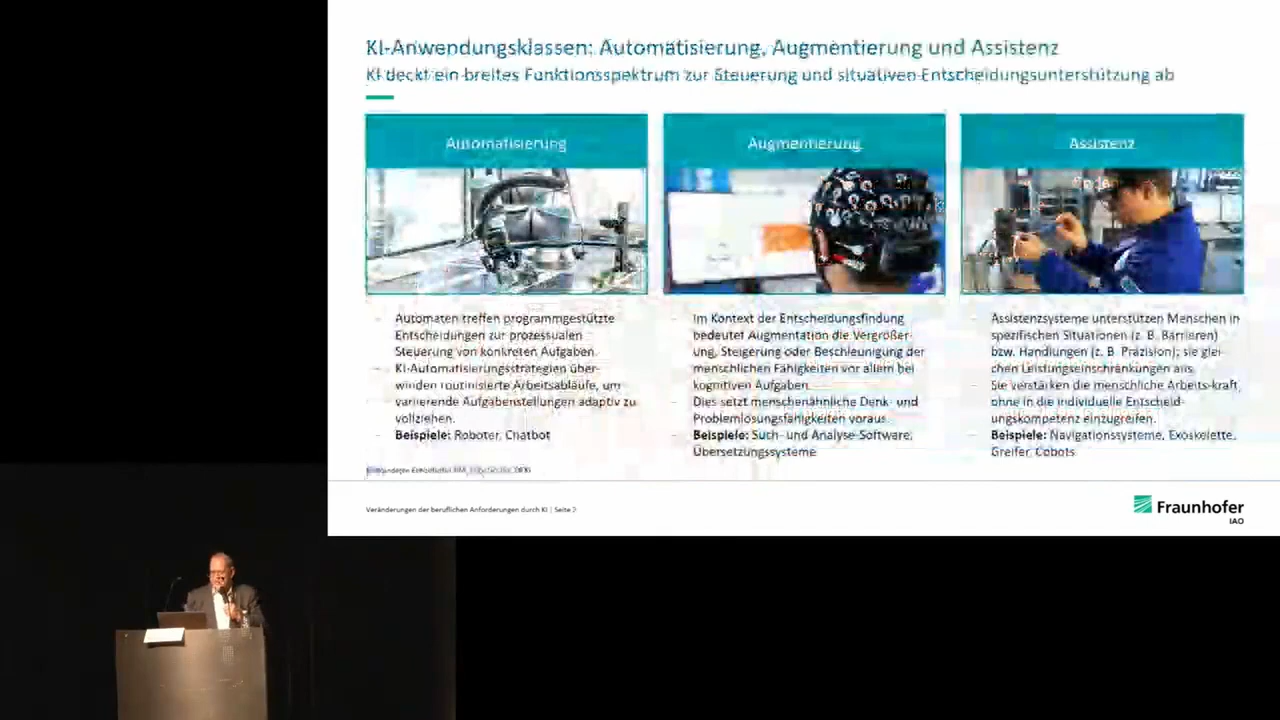 KI-Anwendungsklassen: Automatisierung, Augmentierung und Assistenz
KI deckt ein breites Funktionsspektrum zur Steuerung und situativen Entscheidungsunterstützung ab
Automatisierung
- Automaten treffen programmgestützte
Entscheidungen zur prozessualen
Steuerung von konkreten Aufgaben.
- KI-Automatisierungsstrategien über-
winden routinisierte Arbeitsabläufe, um
variierende Aufgabenstellungen adaptiv zu
vollziehen.
- Beispiele: Roboter, Chatbot
Augmentierung
- Im Kontext der Entscheidungsfindung
bedeutet Augmentation die Vergrößer-
ung, Steigerung oder Beschleunigung der
menschlichen Fähigkeiten vor allem bei
kognitiven Aufgaben.
- Dies setzt menschenähnliche Denk- und
Problemlösungsfähigkeiten voraus.
- Beispiele: Such- und Analyse-Software,
Übersetzungssysteme
Assistenz
- Assistenzsysteme unterstützen Menschen in
spezifischen Situationen (z. B. Barrieren)
bzw. Handlungen (z. B. Präzision); sie glei-
chen Leistungseinschränkungen aus.
- Sie verstärken die menschliche Arbeits-kraft,
ohne in die individuelle Entscheid-
ungskompetenz einzugreifen.
- Beispiele: Navigationssysteme, Exoskelette,
Greifer, Cobots
Veränderungen der beruflichen Anforderungen durch KI | Seite 2
Fraunhofer
IAO